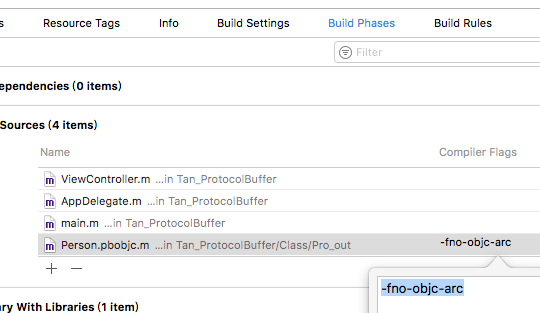 s Resource Tags Info Build Settings Build Phases Build Rules
Filter
ependencies (0 items)
Sources (4 items)
Name Compiler Flags
ViewController.m ...in Tan_ProtocolBuffer
AppDelegate.m ...in Tan_ProtocolBuffer
main.m ...in Tan_ProtocolBuffer
Person.pbobjc.m ...in Tan_ProtocolBuffer/Class/Pro_out -fno-objc-arc
+ −
-fno-objc-arc
ary With Libraries (1 item)